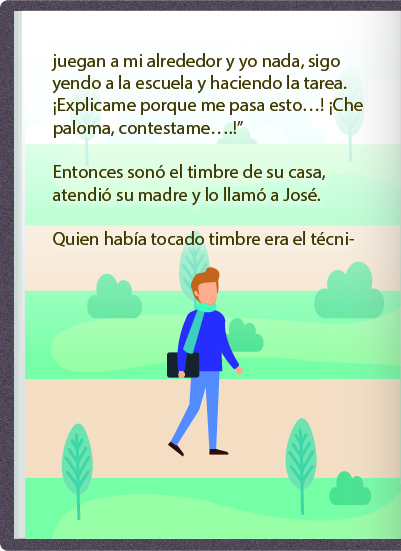 juegan a mi alrededor y yo nada, sigo
yendo a la escuela y haciendo la tarea.
¡Explicame porque me pasa esto…! ¡Che
paloma, contestame….!”
Entonces sonó el timbre de su casa,
atendió su madre y lo llamó a José.
Quien había tocado timbre era el técni-